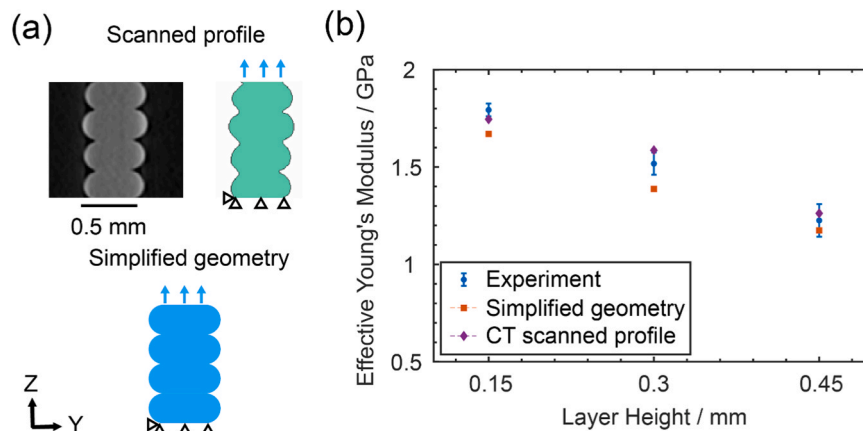 (a)
Scanned profile
0.5 mm
Simplified geometry
Z
Y
(b)
Effective Young's Modulus / GPa
2
1.5
1
0.5
Experiment
Simplified geometry
CT scanned profile
0.15 0.3 0.45
Layer Height / mm